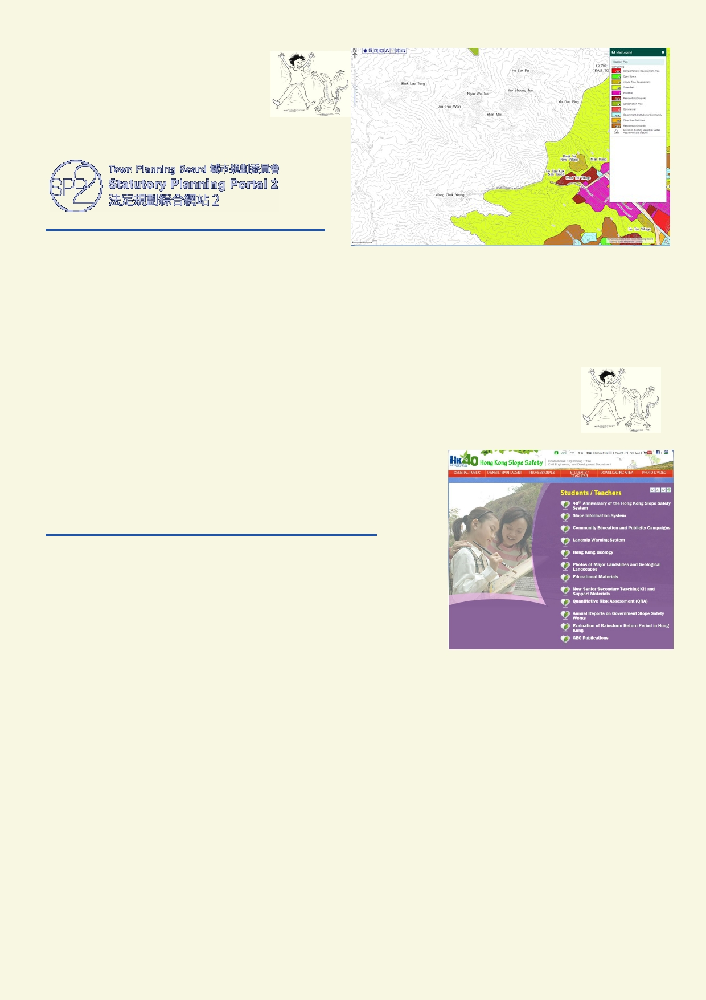 N
COVE
( KAU TO
Ho Lek Pui
Shek Lau Tung
Ngau Wu Tok
Wo Sheung Tun
Au Pui Wan
Yiu Dau Ping
Shan Mei
Kwai Tei
New Village
Man Hang
Fo Tan Kuk
San Tsuen
Kwai Tei Village
Wong Chuk Yeung
Fo Tan Village
Map Legend
Statutory Plan
OZP Zoning
Comprehensive Development Area
Open Space
Village Type Development
Green Belt
Industrial
Residential (Group A)
Conservation Area
Commercial
Government, Institution or Community
Other Specified Uses
Residential (Group B)
Maximum Building Height (In Metres
Above Principal Datum)
SPP2
Town Planning Board 城市規劃委員會
Statutory Planning Portal 2
法定規劃綜合網站 2
HK 40 Hong Kong Slope Safety
Home | Eng | 简体 | 繁體 | Contact Us | Search | Site Map |
Geotechnical Engineering Office
Civil Engineering and Development Department
GENERAL PUBLIC OWNER / MAINT.AGENT PROFESSIONALS STUDENTS / TEACHERS DOWNLOADING AREA PHOTO & VIDEO
Students / Teachers
40th Anniversary of the Hong Kong Slope Safety
System
Slope Information System
Community Education and Publicity Campaigns
Landslip Warning System
Hong Kong Geology
Photos of Major Landslides and Geological
Landscapes
Educational Materials
New Senior Secondary Teaching Kit and
Support Materials
Quantitative Risk Assessment (QRA)
Annual Reports on Government Slope Safety
Works
Evaluation of Rainstorm Return Period in Hong
Kong
GEO Publications